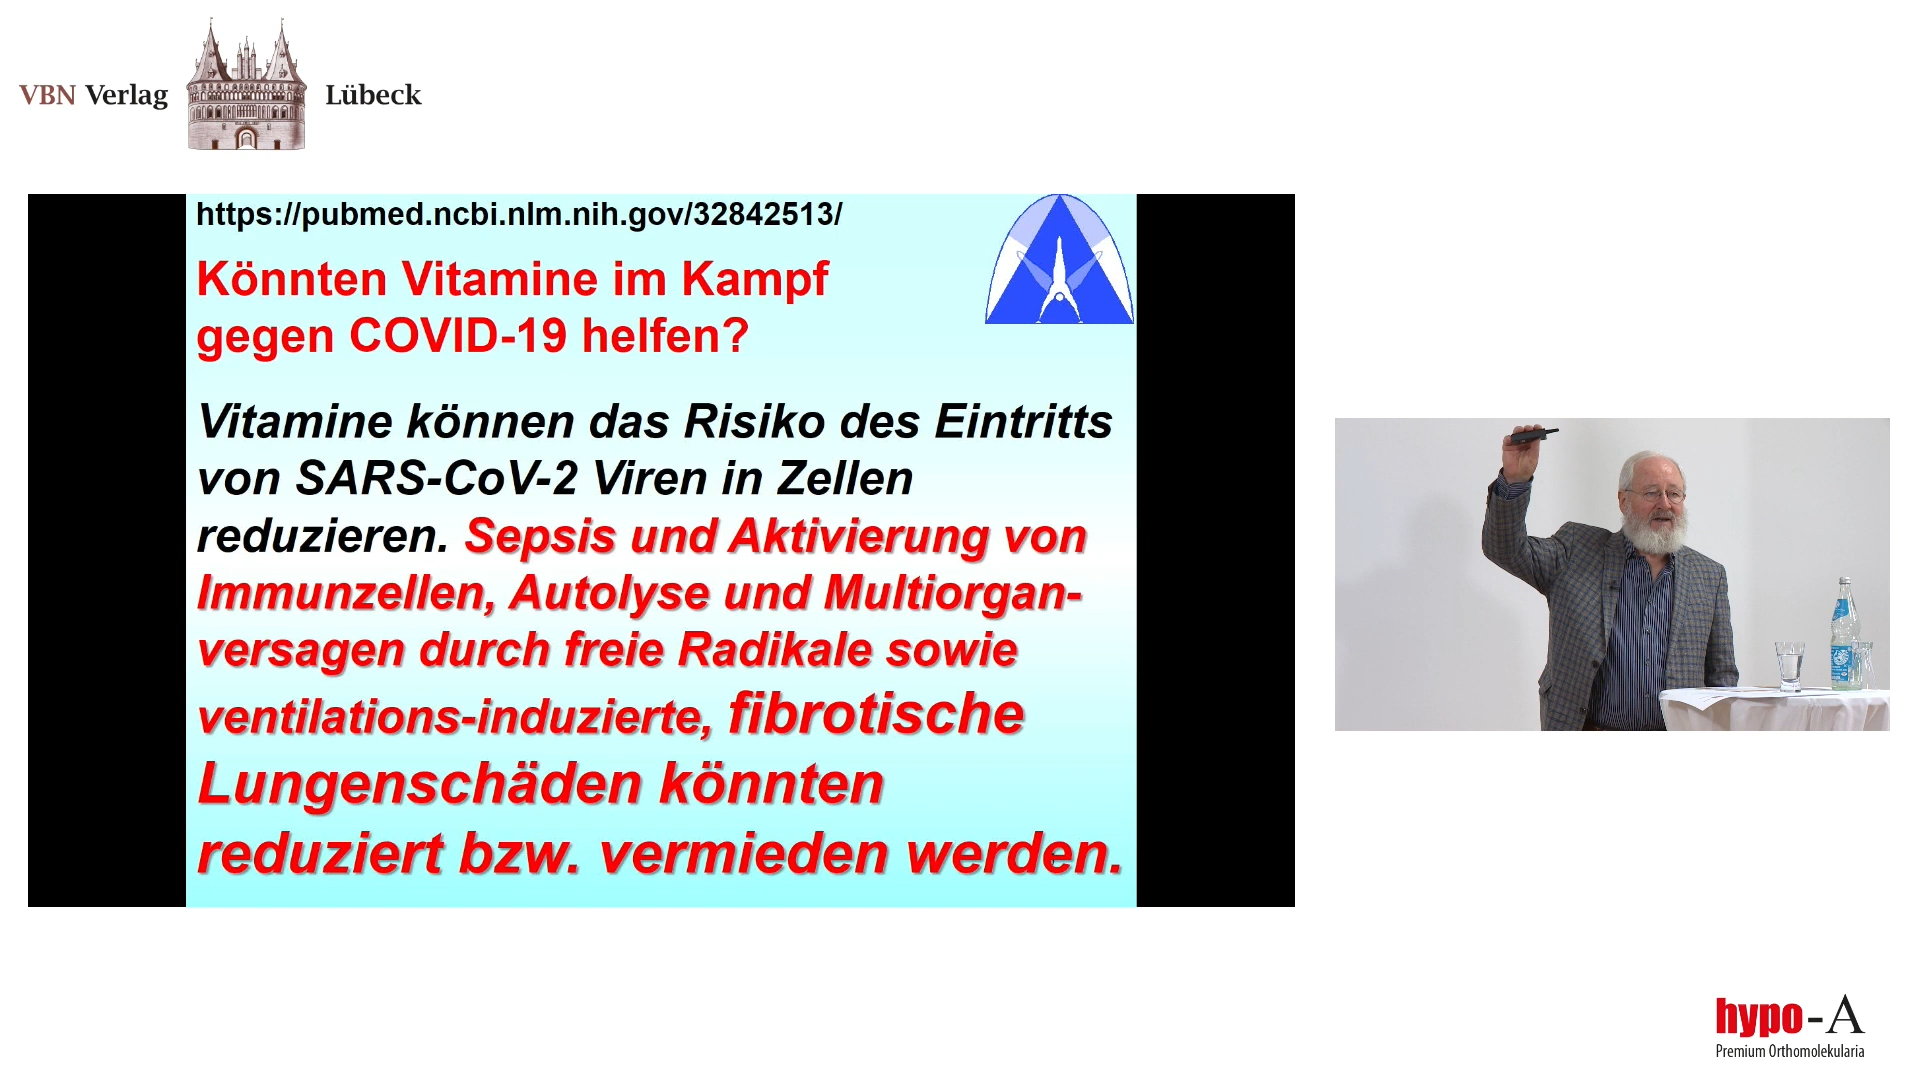 VBN Verlag Lübeck
https://pubmed.ncbi.nlm.nih.gov/32842513/
Könnten Vitamine im Kampf
gegen COVID-19 helfen?
Vitamine können das Risiko des Eintritts
von SARS-CoV-2 Viren in Zellen
reduzieren. Sepsis und Aktivierung von
Immunzellen, Autolyse und Multiorgan-
versagen durch freie Radikale sowie
ventilations-induzierte, fibrotische
Lungenschäden könnten
reduziert bzw. vermieden werden.
hypo-A
Premium Orthomolekularia